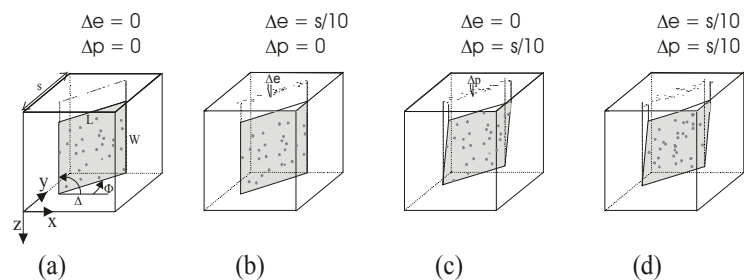 Δe = 0
Δp = 0
Δe = s/10
Δp = 0
Δe = 0
Δp = s/10
Δe = s/10
Δp = s/10
s
L
W
y
Δ
Φ
x
z
Δe
Δp
(a)
(b)
(c)
(d)